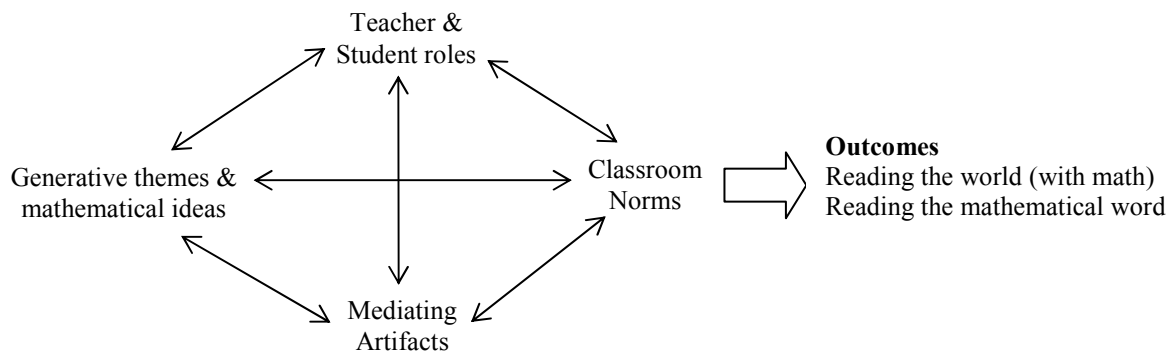 Teacher &
Student roles
Generative themes &
mathematical ideas
Classroom
Norms
Outcomes
Reading the world (with math)
Reading the mathematical word
Mediating
Artifacts